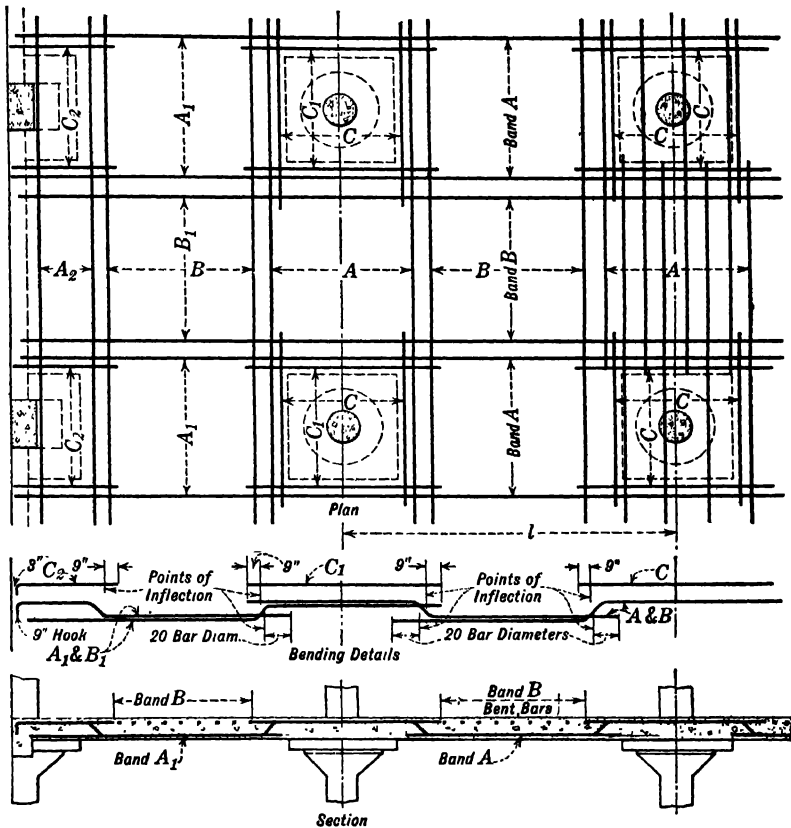 C2
A1
C1
C
Band A
C
C
B1
Band B
A2
B
A
B
A
C2
A1
C1
C
Band A
C
C
Plan
l
3" C2 9"
9" C1
9"
9" C
Points of Inflection
Points of Inflection
9" Hook
20 Bar Diam.
20 Bar Diameters
A & B
A1 & B1
Bending Details
Band B
Band B
Bent Bars
Band A1
Band A
Section